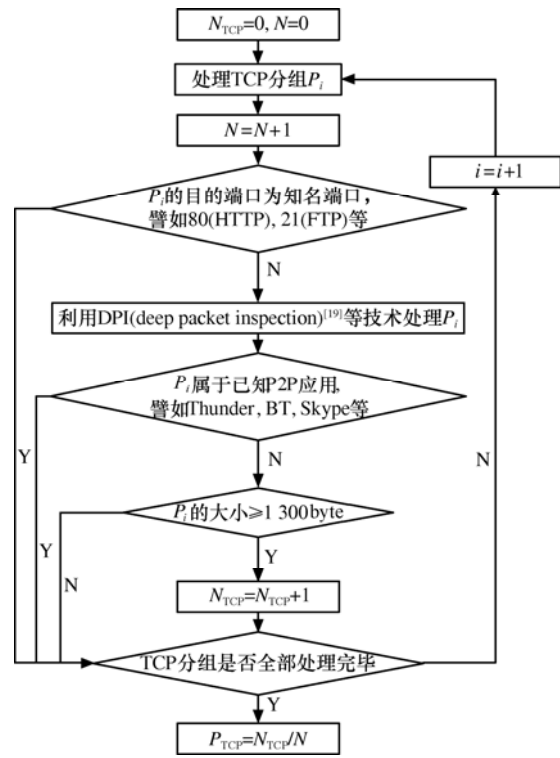 N_TCP=0, N=0
处理TCP分组P_i
N=N+1
i=i+1
P_i的目的端口为知名端口，
譬如80(HTTP), 21(FTP)等
N
利用DPI(deep packet inspection)^[19]等技术处理P_i
P_i属于已知P2P应用,
譬如Thunder, BT, Skype等
Y
N
N
P_i的大小≥1 300byte
Y
N
Y
N_TCP=N_TCP+1
TCP分组是否全部处理完毕
Y
P_TCP=N_TCP/N